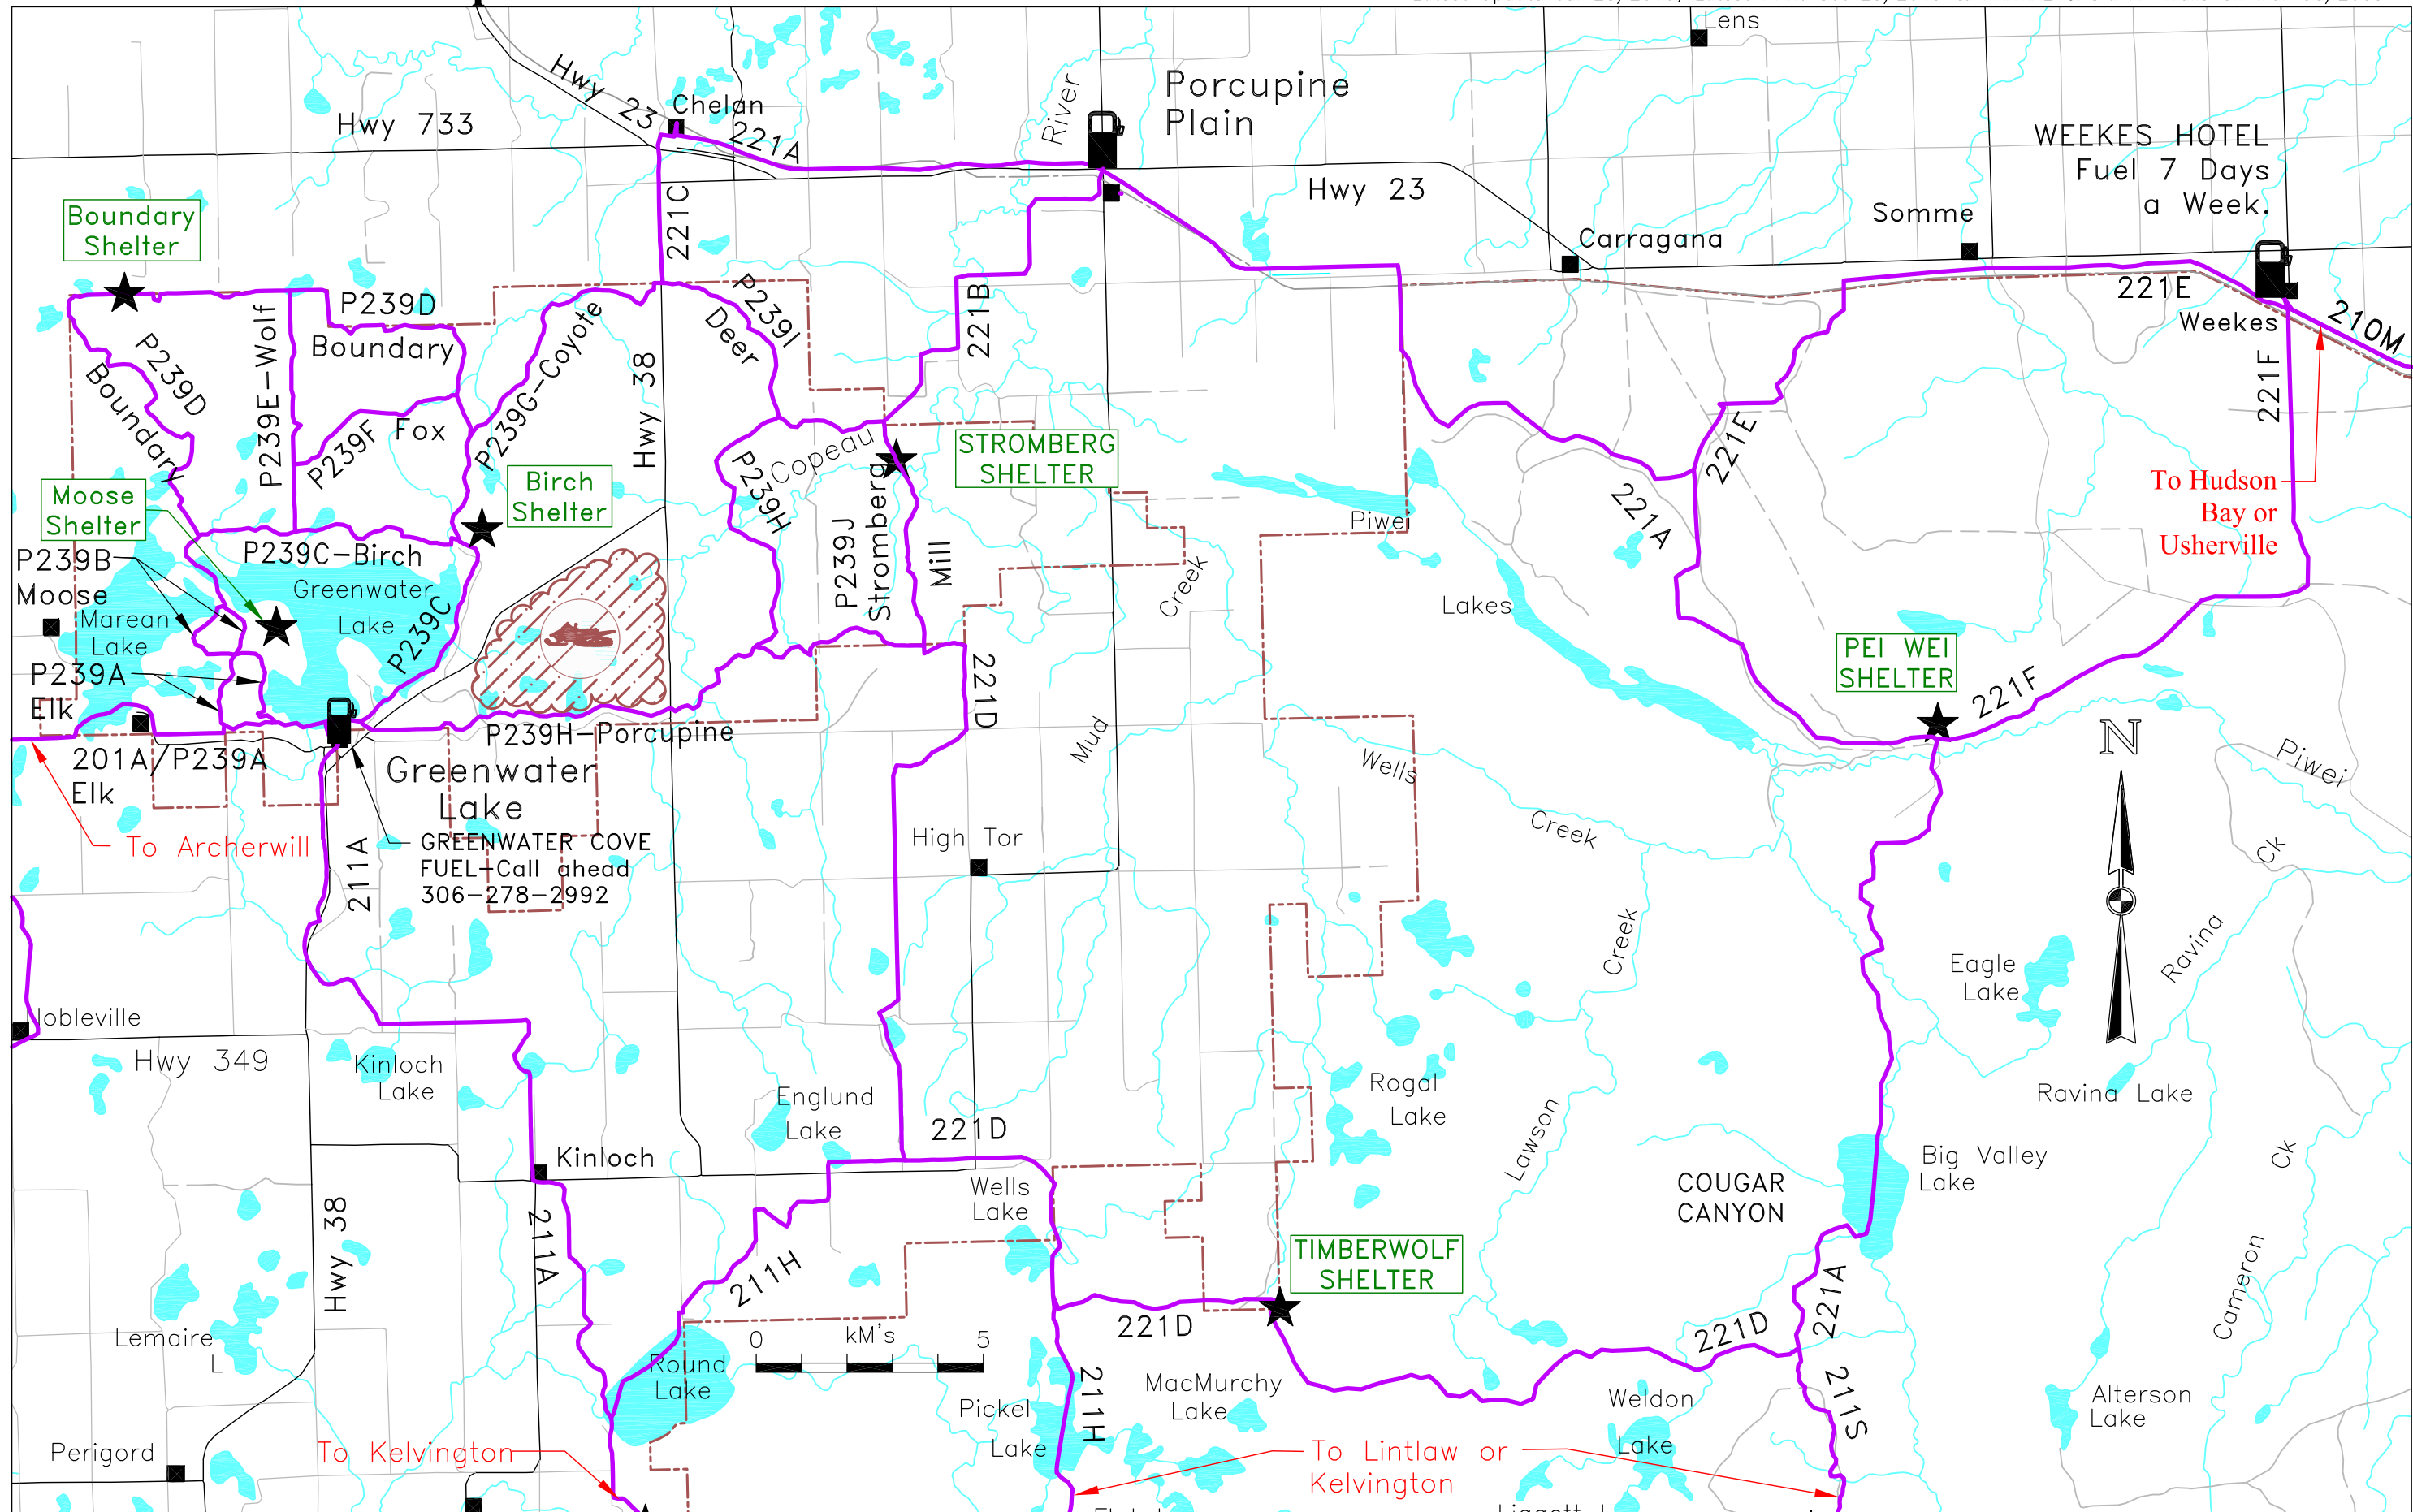 Lens
Hwy 23
Chelan
221A
River
Porcupine
Plain
Hwy 733
WEEKES HOTEL
Fuel 7 Days
a Week.
Hwy 23
Somme
Carragana
Boundary
Shelter
221C
221B
221E
Weekes
210M
P239D
Boundary
P239E-Wolf
P239G-Coyote
P239I
Deer
Hwy 38
P239D
Boundary
P239F
Fox
221F
221E
Copeau
STROMBERG
SHELTER
P239H
Birch
Shelter
Moose
Shelter
To Hudson
Bay or
Usherville
221A
Piwei
Lakes
P239B
Moose
P239C-Birch
Greenwater
Lake
P239C
P239J
Stromberg
Mill
Creek
Marean
Lake
P239A
Elk
PEI WEI
SHELTER
221F
221D
Mud
P239H-Porcupine
201A/P239A
Elk
Greenwater
Lake
Wells
Creek
N
Piwei
Ck
To Archerwill
211A
GREENWATER COVE
FUEL-Call ahead
306-278-2992
High Tor
Creek
Ravina
Eagle
Lake
Hwy 349
Kinloch
Lake
Rogal
Lake
Ravina Lake
Englund
Lake
221D
Lawson
Ck
Kinloch
Big Valley
Lake
COUGAR
CANYON
Wells
Lake
Hwy 38
211A
211H
TIMBERWOLF
SHELTER
221D
221D
221A
Cameron
Lemaire
L
0 kM's 5
Round
Lake
MacMurchy
Lake
Pickel
Lake
211H
Weldon
Lake
211S
Alterson
Lake
Perigord
To Kelvington
To Lintlaw or
Kelvington